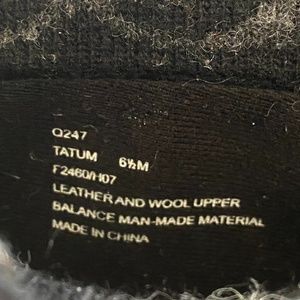 Q247
TATUM 6½M
F2460/H07
LEATHER AND WOOL UPPER
BALANCE MAN-MADE MATERIAL
MADE IN CHINA